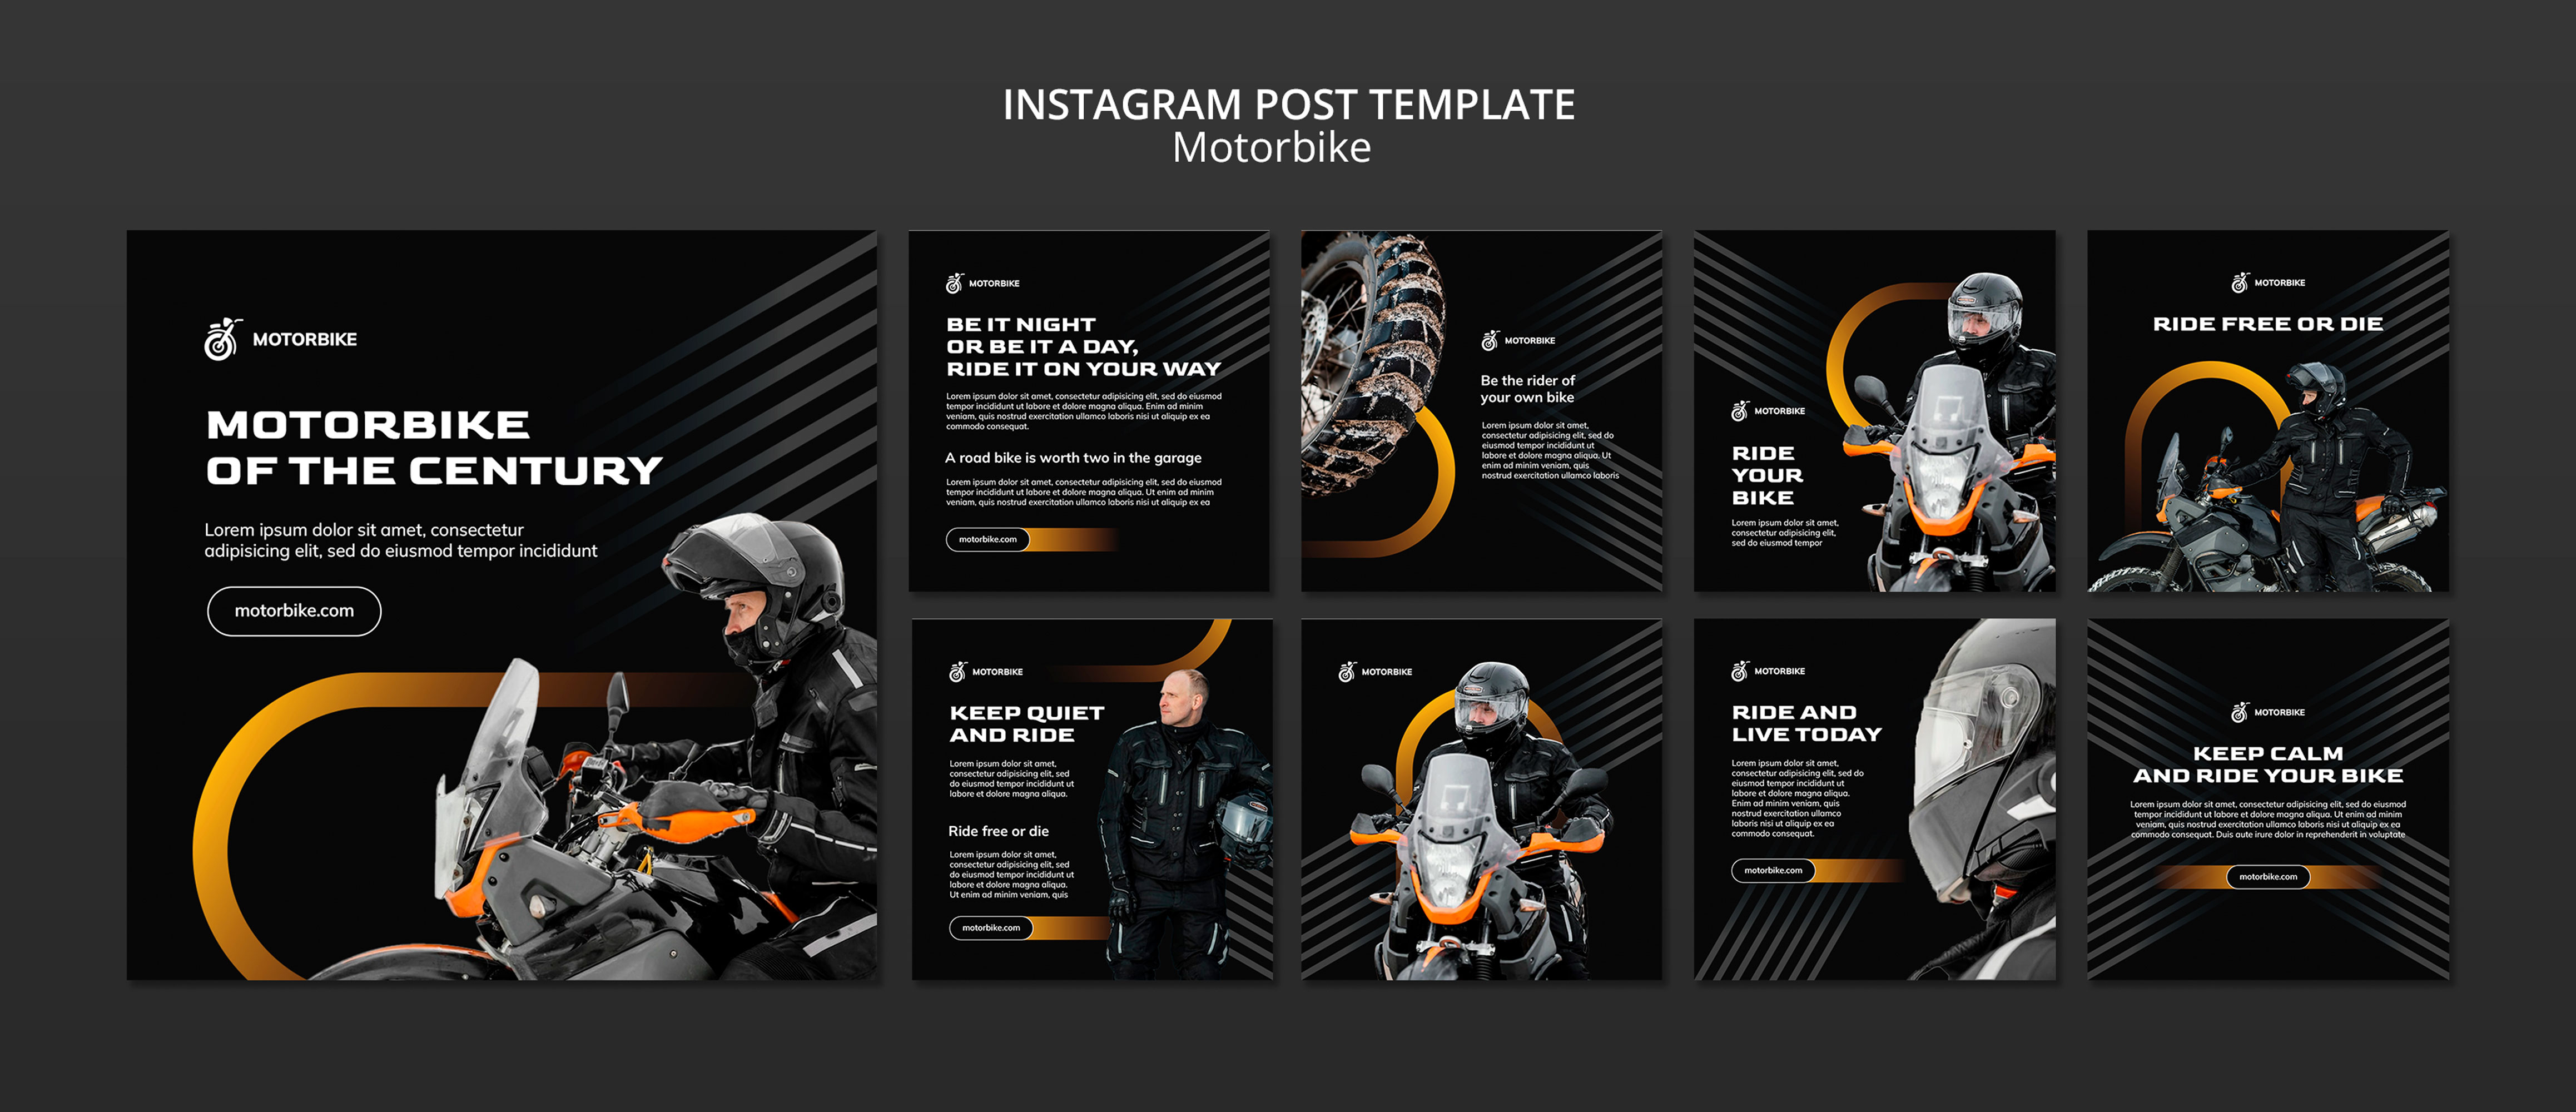 INSTAGRAM POST TEMPLATE
Motorbike
MOTORBIKE
MOTORBIKE
OF THE CENTURY
Lorem ipsum dolor sit amet, consectetur
adipisicing elit, sed do eiusmod tempor incididunt
motorbike.com
MOTORBIKE
BE IT NIGHT
OR BE IT A DAY,
RIDE IT ON YOUR WAY
Lorem ipsum dolor sit amet, consectetur adipisicing elit, sed do eiusmod
tempor incididunt ut labore et dolore magna aliqua. Enim ad minim
veniam, quis nostrud exercitation ullamco laboris nisi ut aliquip ex ea
commodo consequat.
A road bike is worth two in the garage
Lorem ipsum dolor sit amet, consectetur adipisicing elit, sed do eiusmod
tempor incididunt ut labore et dolore magna aliqua. Ut enim ad minim
veniam, quis nostrud exercitation ullamco laboris nisi ut aliquip ex ea
motorbike.com
MOTORBIKE
Be the rider of
your own bike
Lorem ipsum dolor sit amet,
consectetur adipisicing elit, sed do
eiusmod tempor incididunt ut
labore et dolore magna aliqua. Ut
enim ad minim veniam, quis
nostrud exercitation ullamco laboris
MOTORBIKE
RIDE
YOUR
BIKE
Lorem ipsum dolor sit amet,
consectetur adipisicing elit,
sed do eiusmod tempor
MOTORBIKE
RIDE FREE OR DIE
MOTORBIKE
KEEP QUIET
AND RIDE
Lorem ipsum dolor sit amet,
consectetur adipisicing elit, sed
do eiusmod tempor incididunt ut
labore et dolore magna aliqua.
Ride free or die
Lorem ipsum dolor sit amet,
consectetur adipisicing elit, sed
do eiusmod tempor incididunt ut
labore et dolore magna aliqua.
Ut enim ad minim veniam, quis
motorbike.com
MOTORBIKE
MOTORBIKE
RIDE AND
LIVE TODAY
Lorem ipsum dolor sit amet,
consectetur adipisicing elit, sed do
eiusmod tempor incididunt ut
labore et dolore magna aliqua.
Enim ad minim veniam, quis
nostrud exercitation ullamco
laboris nisi ut aliquip ex ea
commodo consequat.
motorbike.com
MOTORBIKE
KEEP CALM
AND RIDE YOUR BIKE
Lorem ipsum dolor sit amet, consectetur adipisicing elit, sed do eiusmod
tempor incididunt ut labore et dolore magna aliqua. Ut enim ad minim
veniam, quis nostrud exercitation ullamco laboris nisi ut aliquip ex ea
commodo consequat. Duis aute irure dolor in reprehenderit in voluptate
motorbike.com